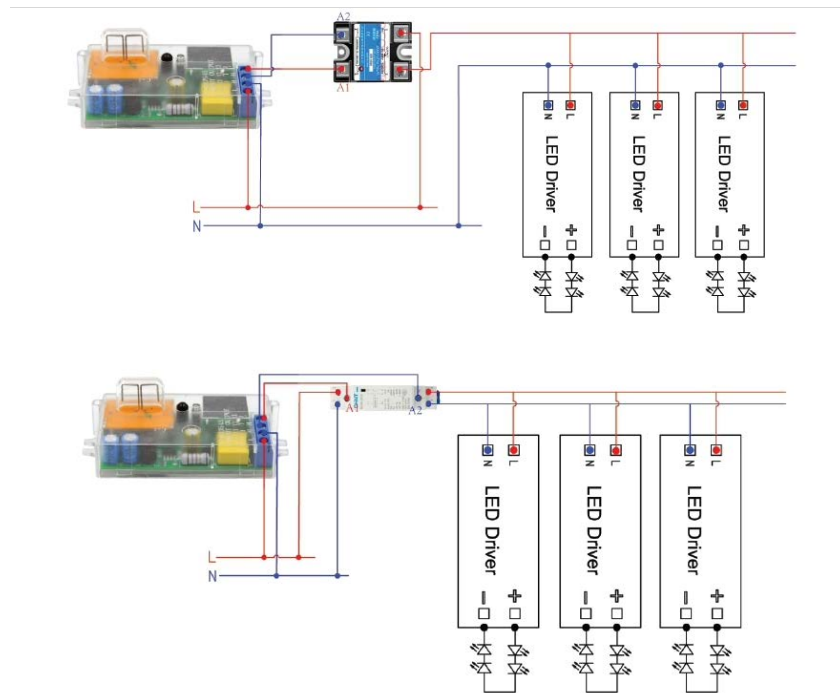 A2
A1
L
N
N L
LED Driver
- +
N L
LED Driver
- +
N L
LED Driver
- +
A1 A2
L
N
N L
LED Driver
- +
N L
LED Driver
- +
N L
LED Driver
- +